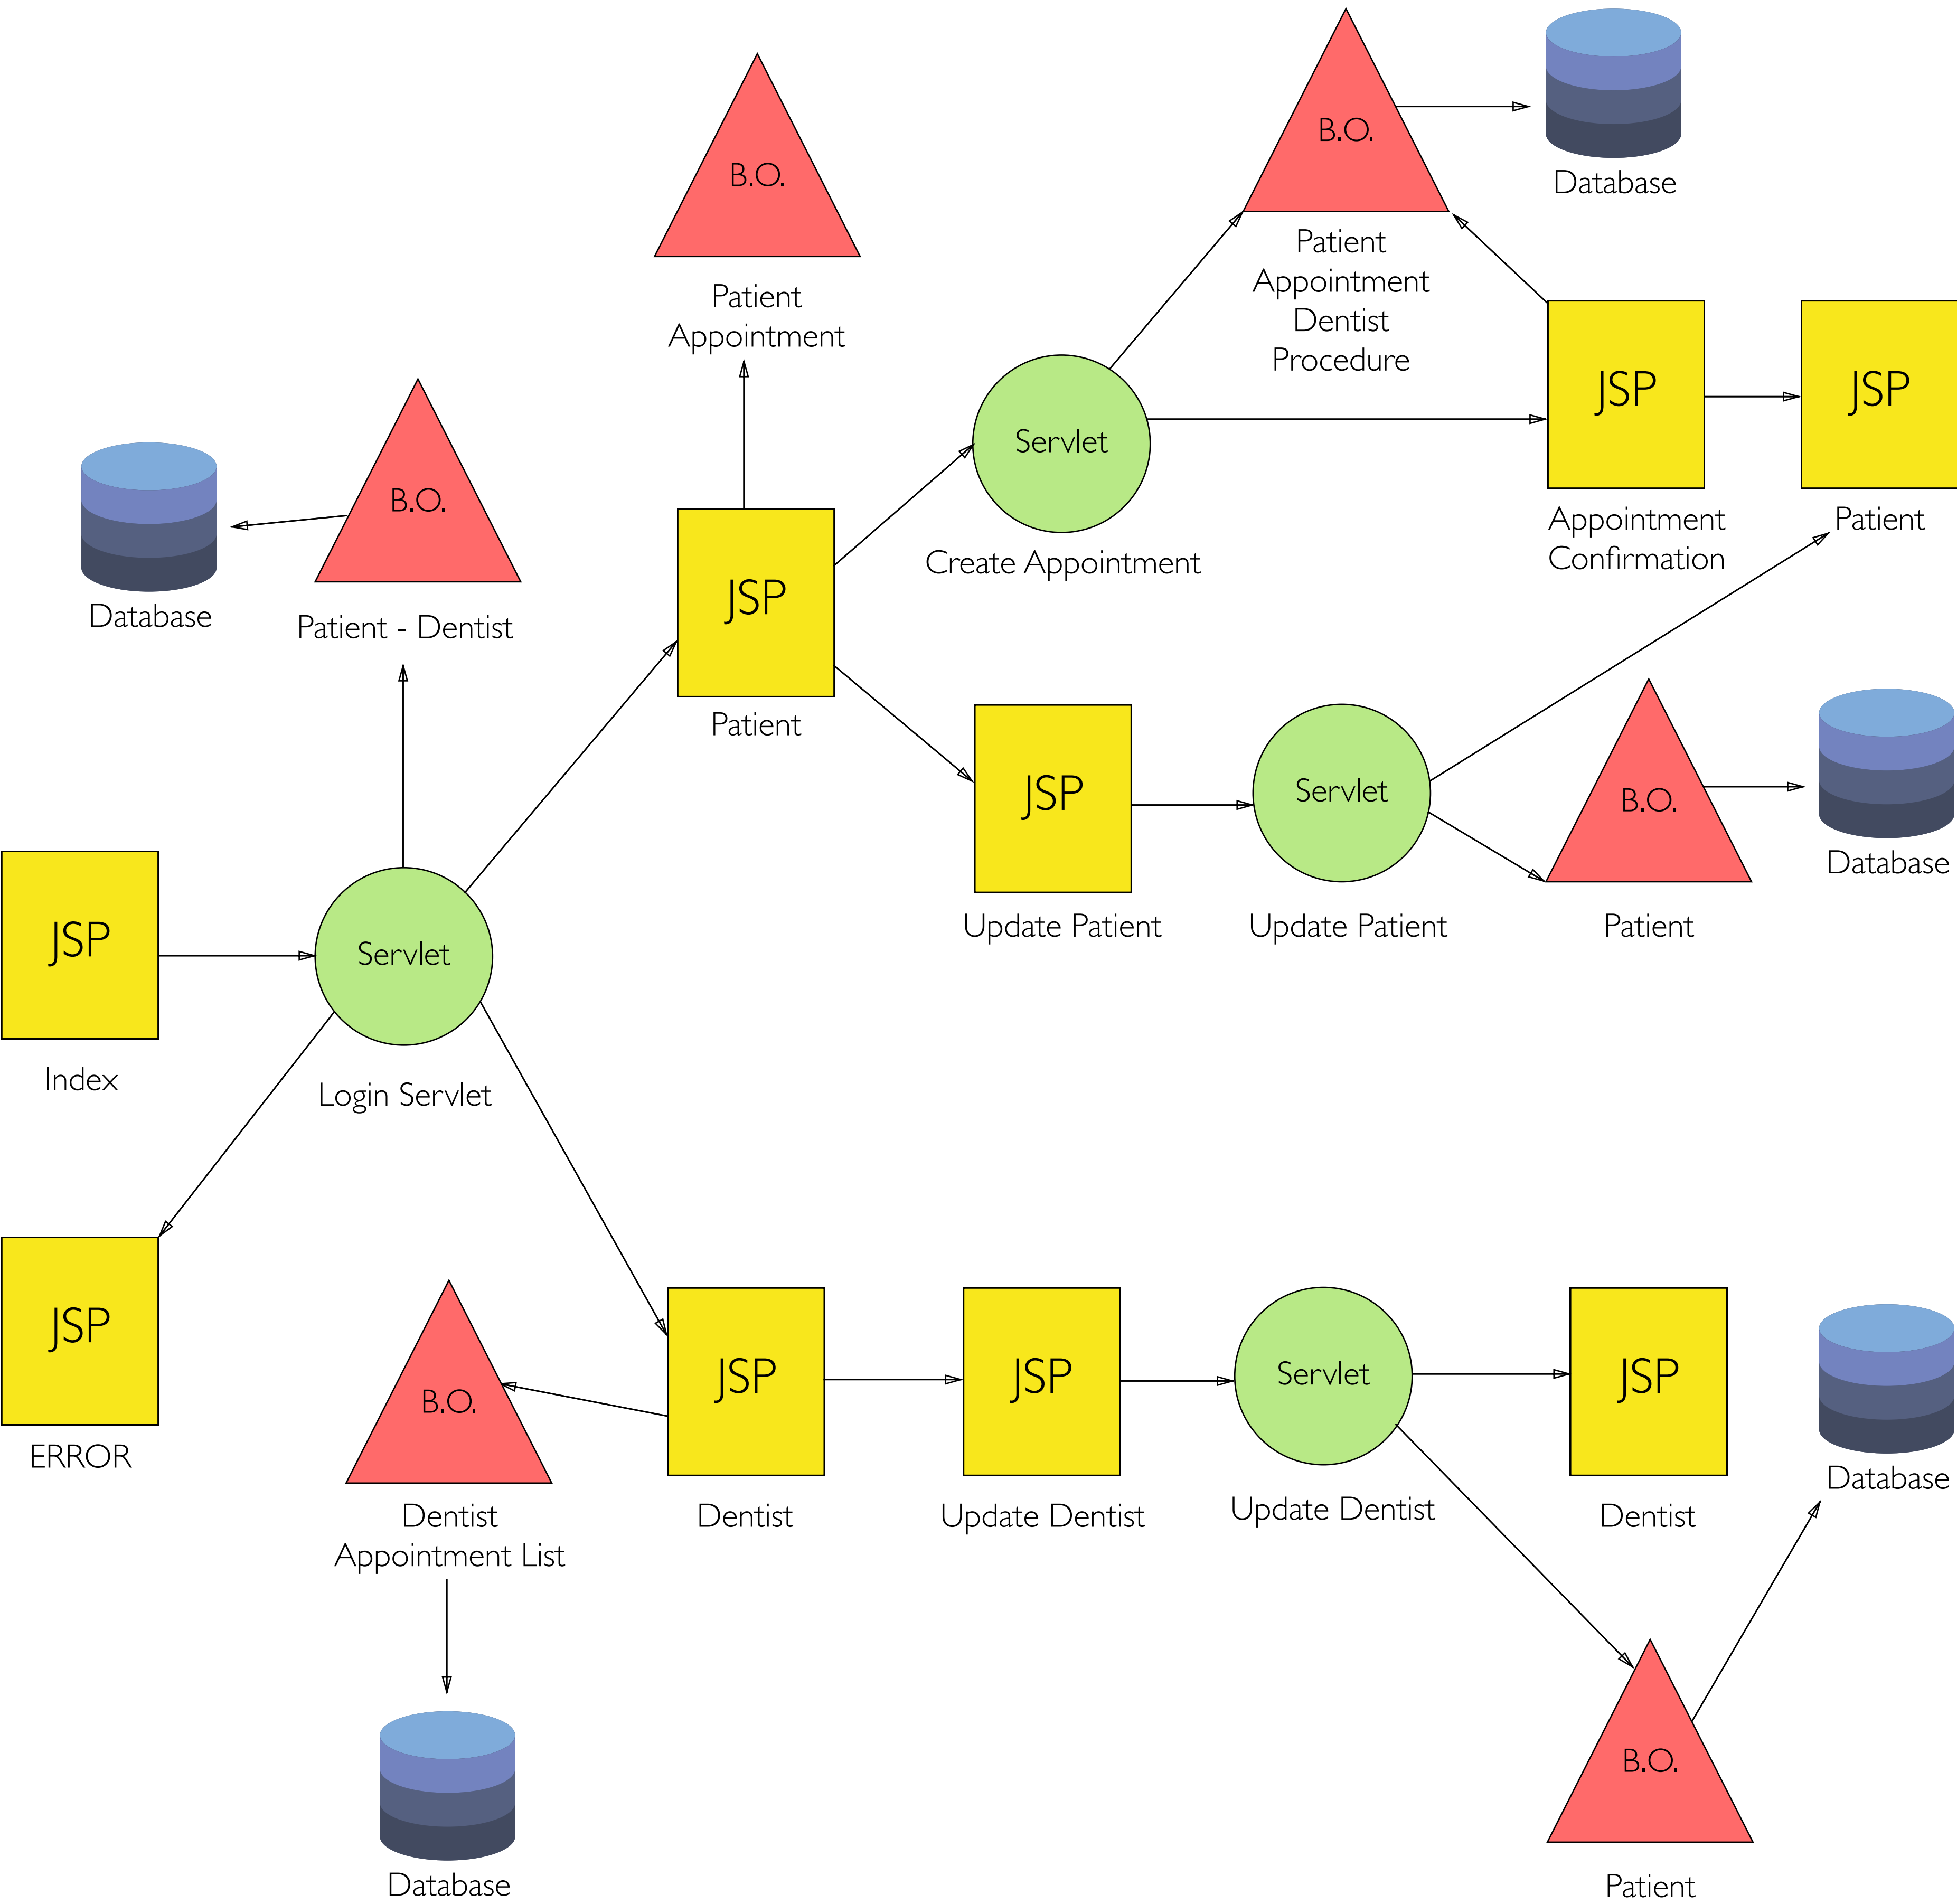 B.O.
Patient
Appointment
B.O.
Patient
Appointment
Dentist
Procedure
Database
Database
B.O.
Patient - Dentist
JSP
Patient
Servlet
Create Appointment
JSP
Appointment
Confirmation
JSP
Patient
JSP
Update Patient
Servlet
Update Patient
B.O.
Patient
Database
JSP
Index
Servlet
Login Servlet
JSP
ERROR
B.O.
Dentist
Appointment List
Database
JSP
Dentist
JSP
Update Dentist
Servlet
Update Dentist
JSP
Dentist
Database
B.O.
Patient